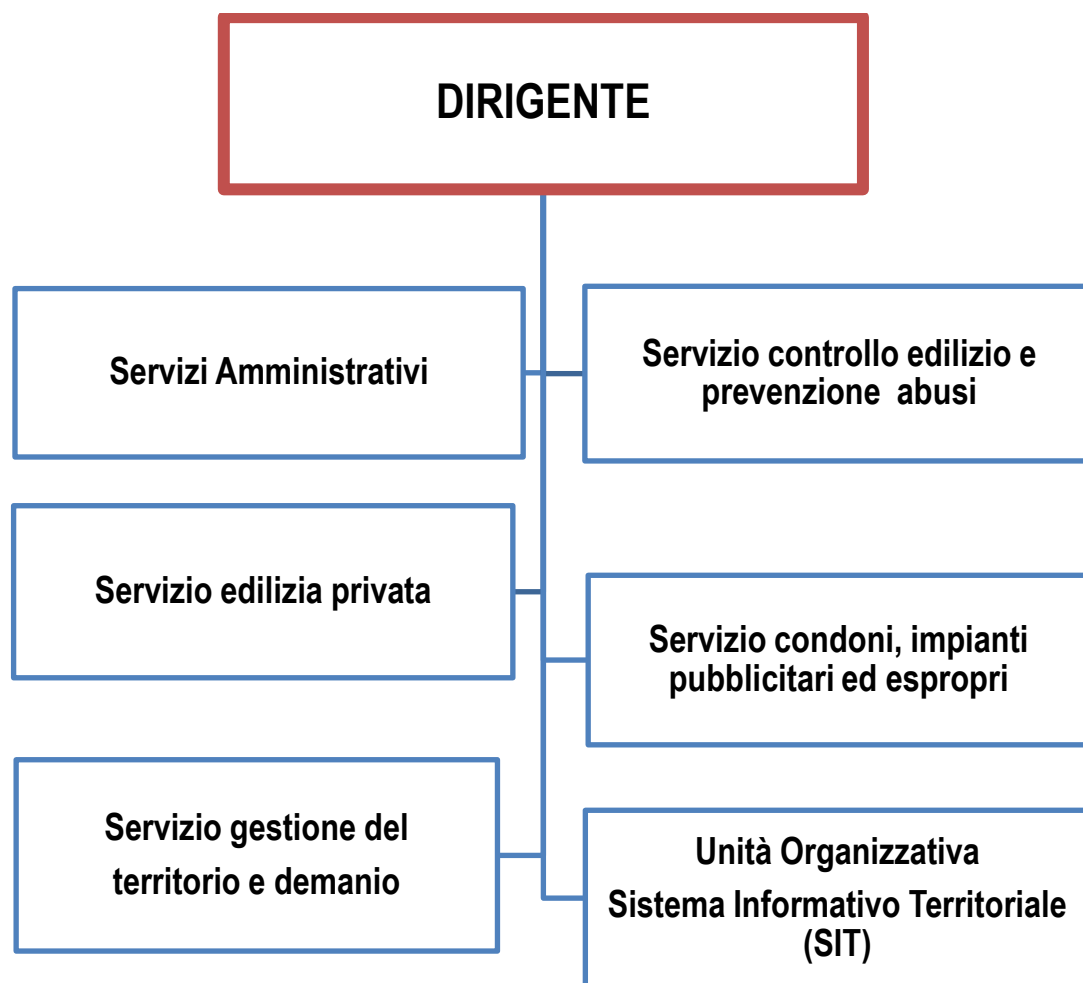 DIRIGENTE
Servizi Amministrativi
Servizio controllo edilizio e
prevenzione abusi
Servizio edilizia privata
Servizio condoni, impianti
pubblicitari ed espropri
Servizio gestione del
territorio e demanio
Unità Organizzativa
Sistema Informativo Territoriale
(SIT)